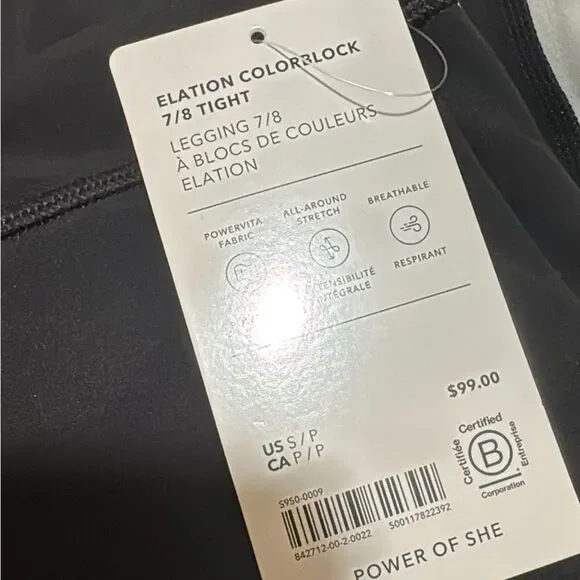 ELATION COLORBLOCK
7/8 TIGHT
LEGGING 7/8
À BLOCS DE COULEURS
ELATION
POWERVITA
FABRIC
ALL-AROUND
STRETCH
INTÉGRALE
BREATHABLE
RESPIRANT
$99.00
US S / P
CA P / P
S950-0009
842712-00-2-0022
500117822392
Certified
Certifiée
B
Entreprise
Corporation
POWER OF SHE